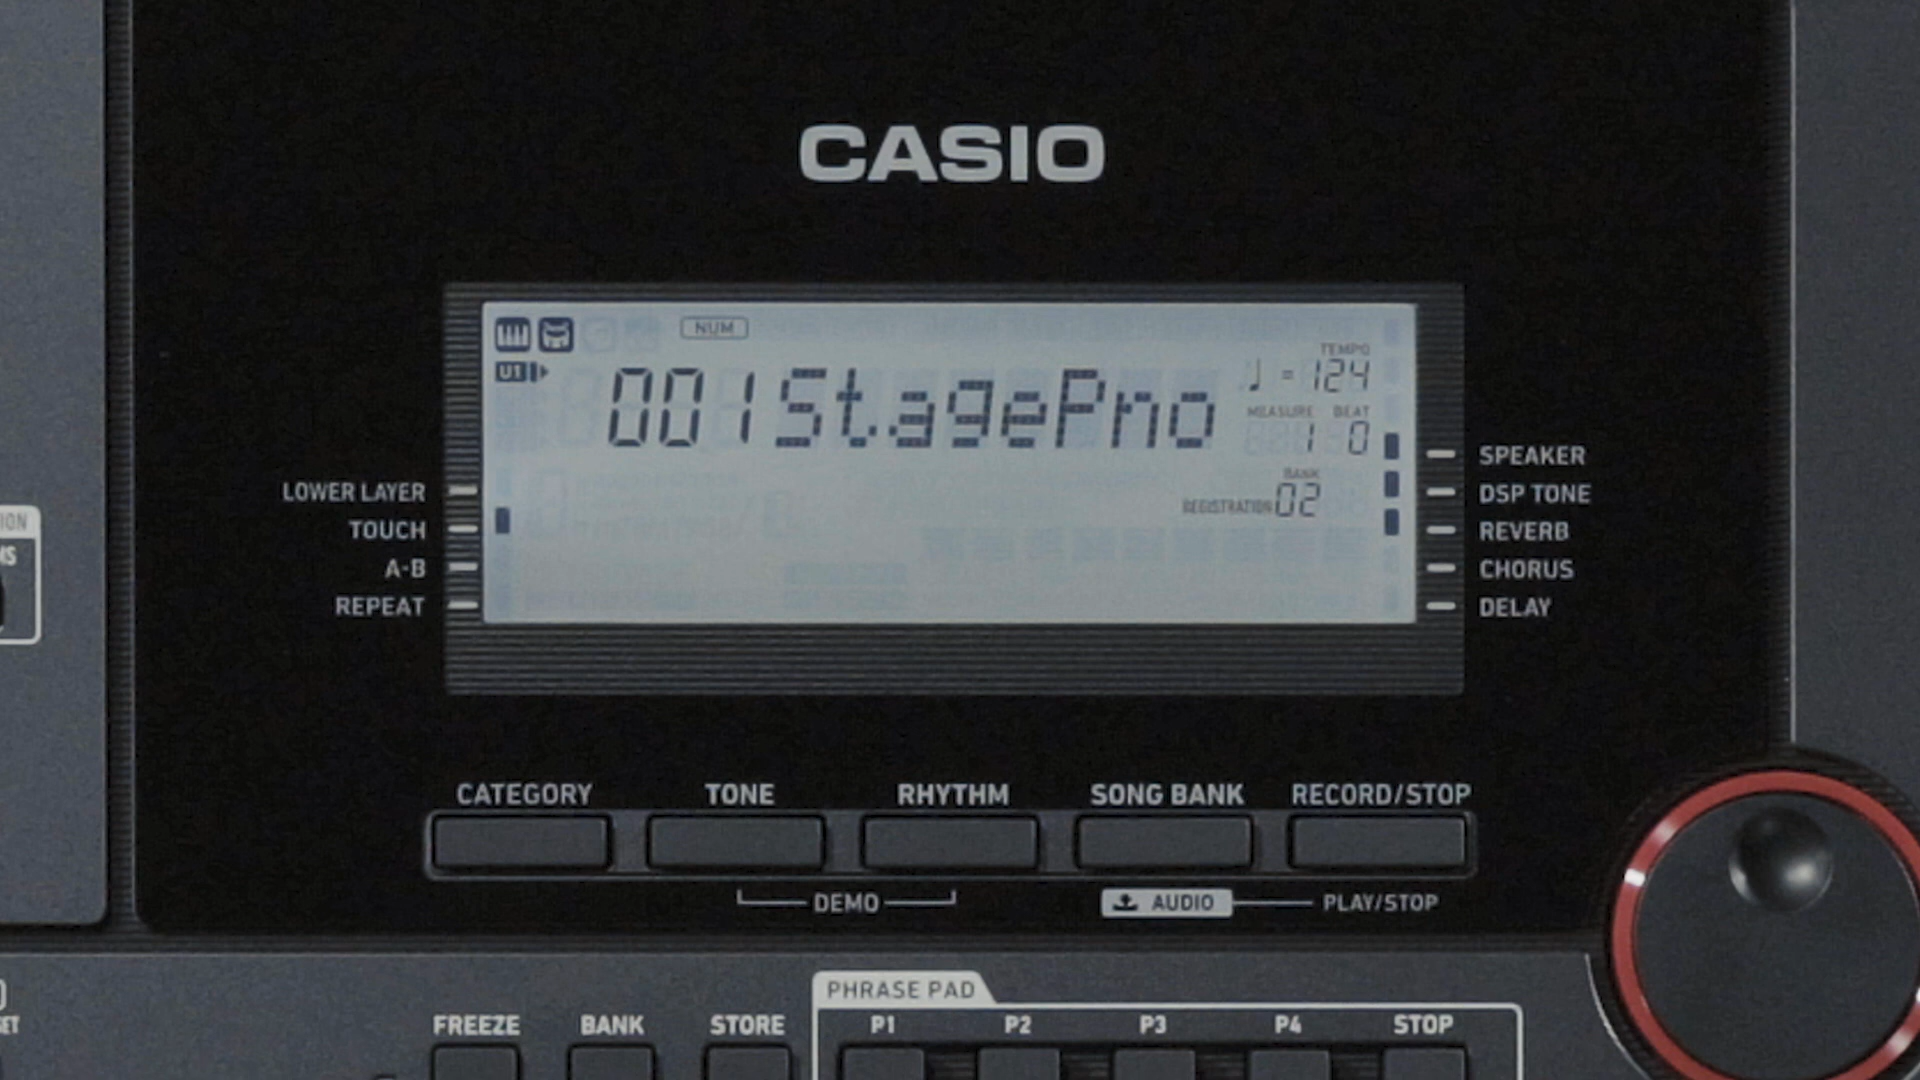 CASIO
NUM
U1
TEMPO
001 StagePno
♩ = 124
MEASURE BEAT
1 0
BANK
REGISTRATION 02
LOWER LAYER
TOUCH
A-B
REPEAT
SPEAKER
DSP TONE
REVERB
CHORUS
DELAY
CATEGORY TONE RHYTHM SONG BANK RECORD/STOP
DEMO AUDIO PLAY/STOP
PHRASE PAD
FREEZE BANK STORE P1 P2 P3 P4 STOP